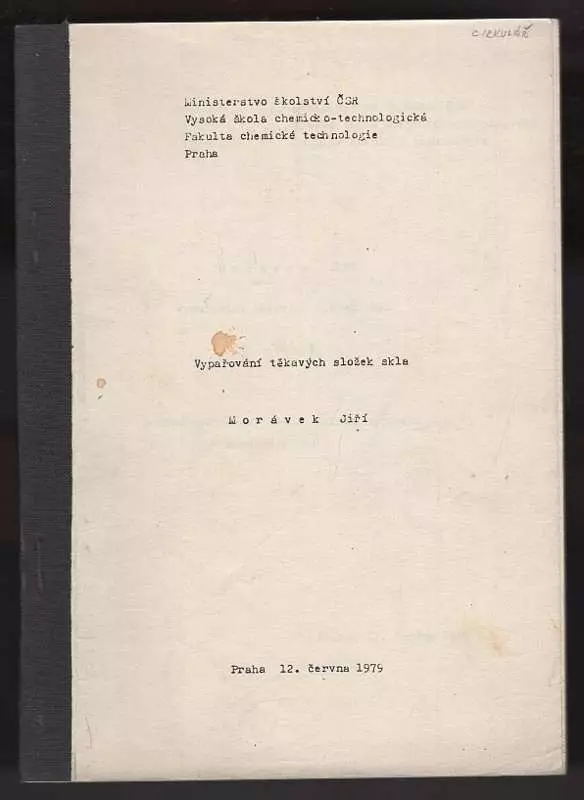 CIRKULÁŘ
Ministerstvo školství ČSR
Vysoká škola chemicko-technologická
Fakulta chemické technologie
Praha
Vypařování těkavých složek skla
M o r á v e k Jiří
Praha 12. června 1979